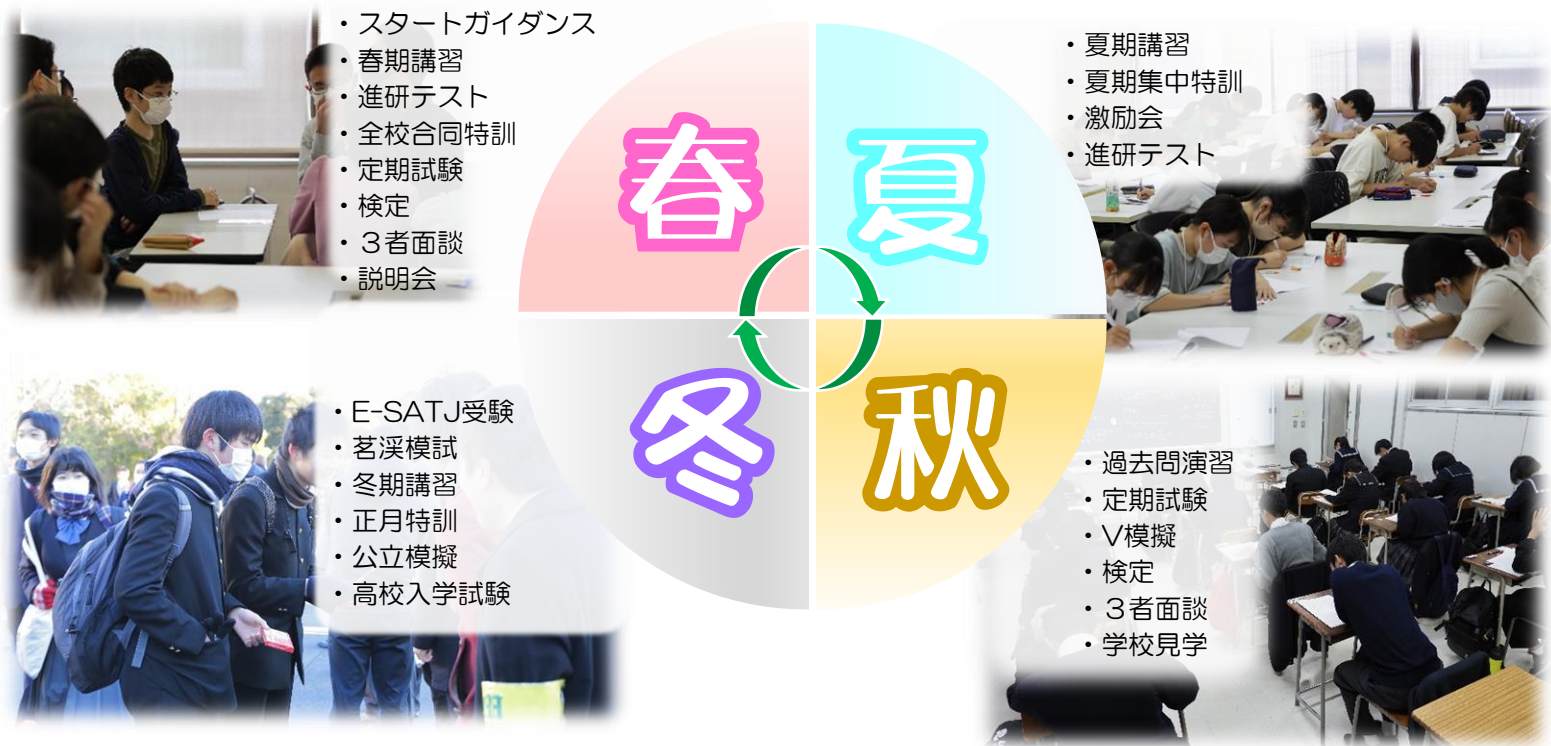 ・スタートガイダンス
・春期講習
・進研テスト
・全校合同特訓
・定期試験
・検定
・３者面談
・説明会
春
夏
・夏期講習
・夏期集中特訓
・激励会
・進研テスト
・E-SATJ受験
・茗渓模試
・冬期講習
・正月特訓
・公立模擬
・高校入学試験
冬
秋
・過去問演習
・定期試験
・V模擬
・検定
・３者面談
・学校見学